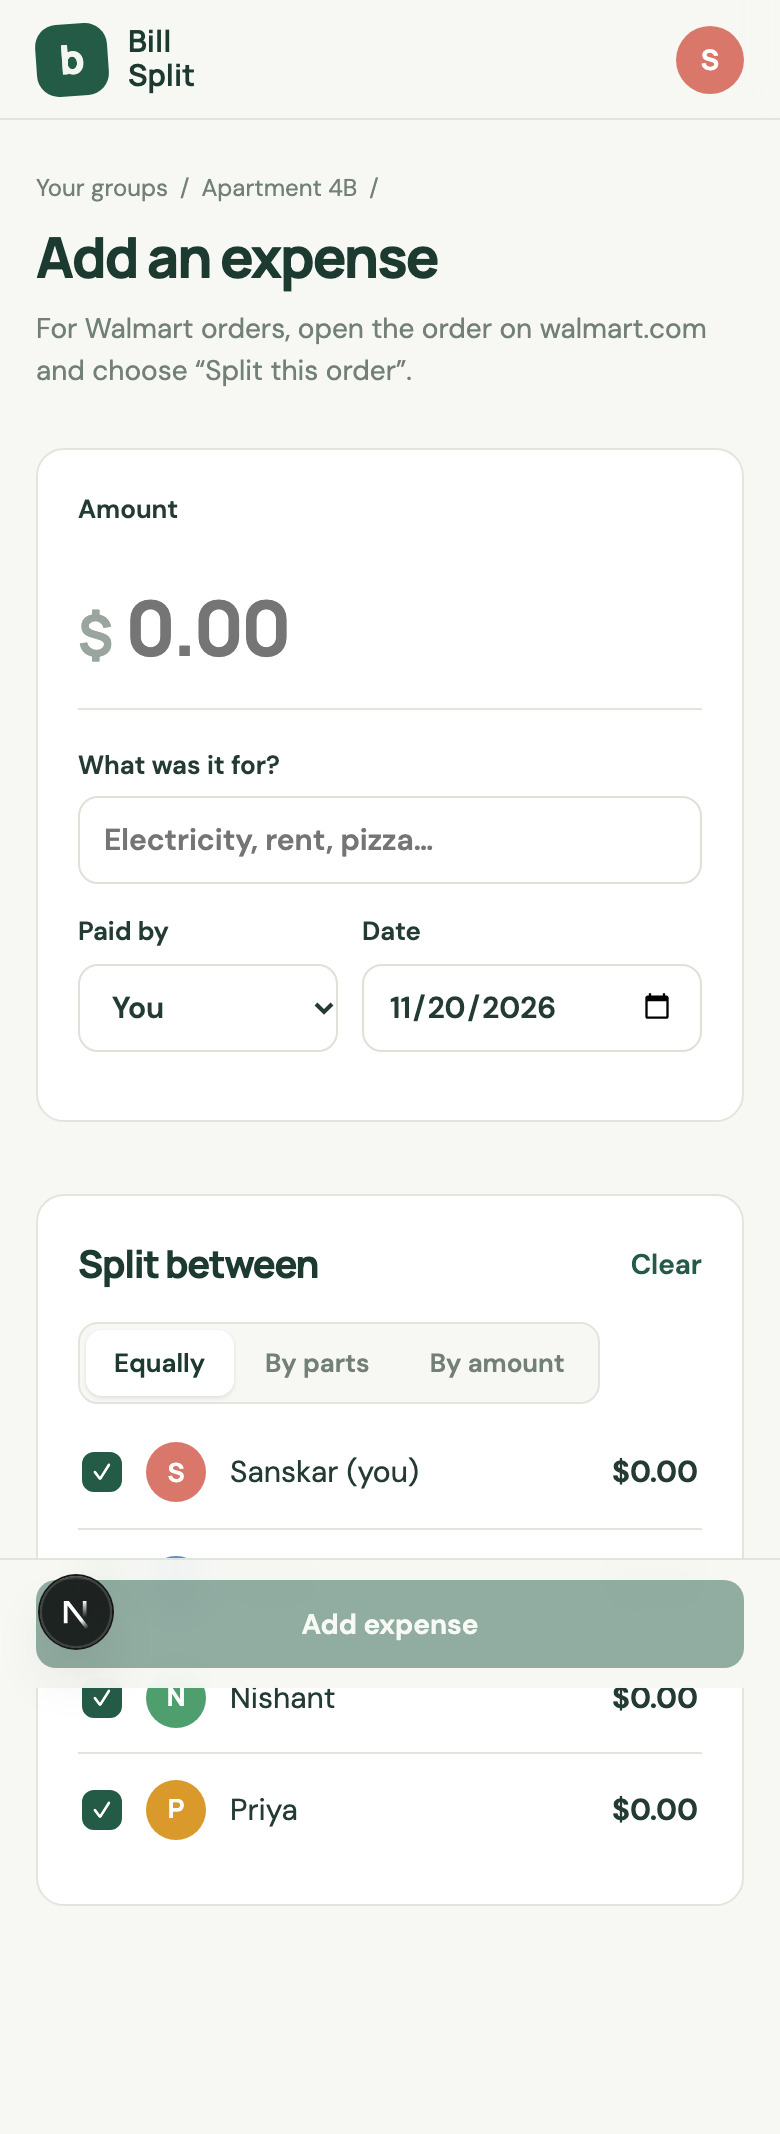 b
Bill
Split
S
Your groups / Apartment 4B /
Add an expense
For Walmart orders, open the order on walmart.com
and choose “Split this order”.
Amount
$ 0.00
What was it for?
Electricity, rent, pizza…
Paid by
Date
You
11/20/2026
Split between
Clear
Equally
By parts
By amount
S
Sanskar (you)
$0.00
N
Add expense
N
Nishant
$0.00
P
Priya
$0.00